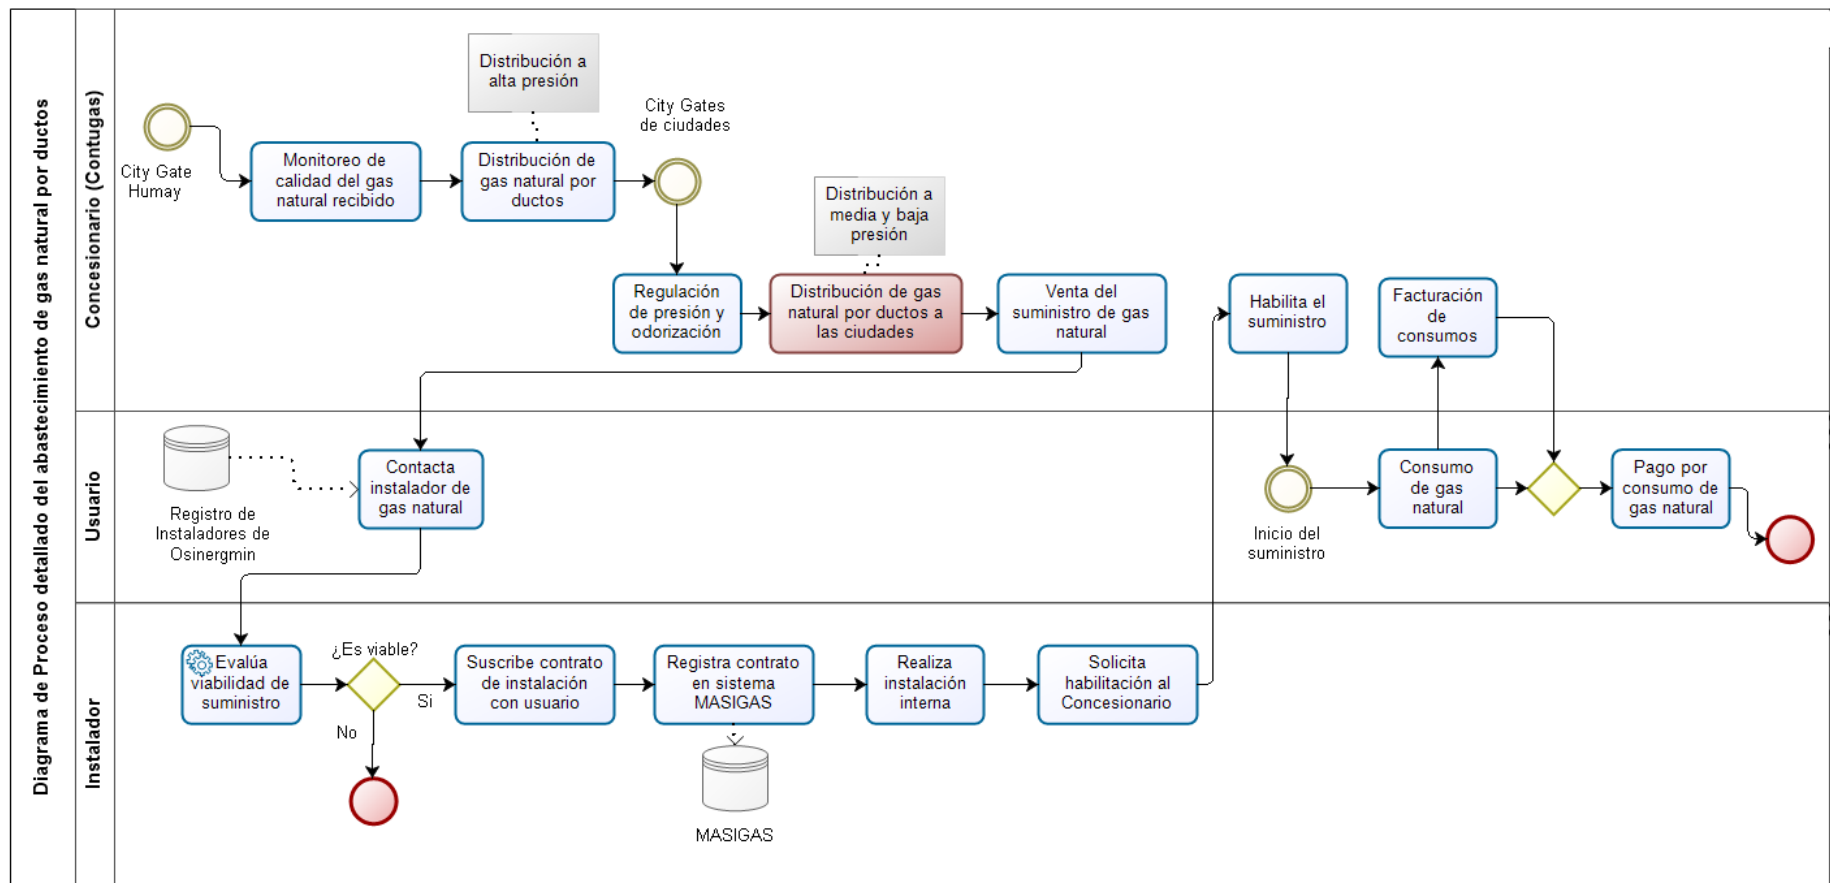 Diagrama de Proceso detallado del abastecimiento de gas natural por ductos
Concesionario (Contugas)
City Gate
Humay
Monitoreo de
calidad del gas
natural recibido
Distribución a
alta presión
Distribución de
gas natural por
ductos
City Gates
de ciudades
Regulación
de presión y
odorización
Distribución a
media y baja
presión
Distribución de gas
natural por ductos a
las ciudades
Venta del
suministro de gas
natural
Habilita el
suministro
Facturación
de
consumos
Usuario
Registro de
Instaladores de
Osinergmin
Contacta
instalador de
gas natural
Inicio del
suministro
Consumo
de gas
natural
Pago por
consumo de
gas natural
Instalador
Evalúa
viabilidad de
suministro
¿Es viable?
Si
No
Suscribe contrato
de instalación
con usuario
Registra contrato
en sistema
MASIGAS
MASIGAS
Realiza
instalación
interna
Solicita
habilitación al
Concesionario